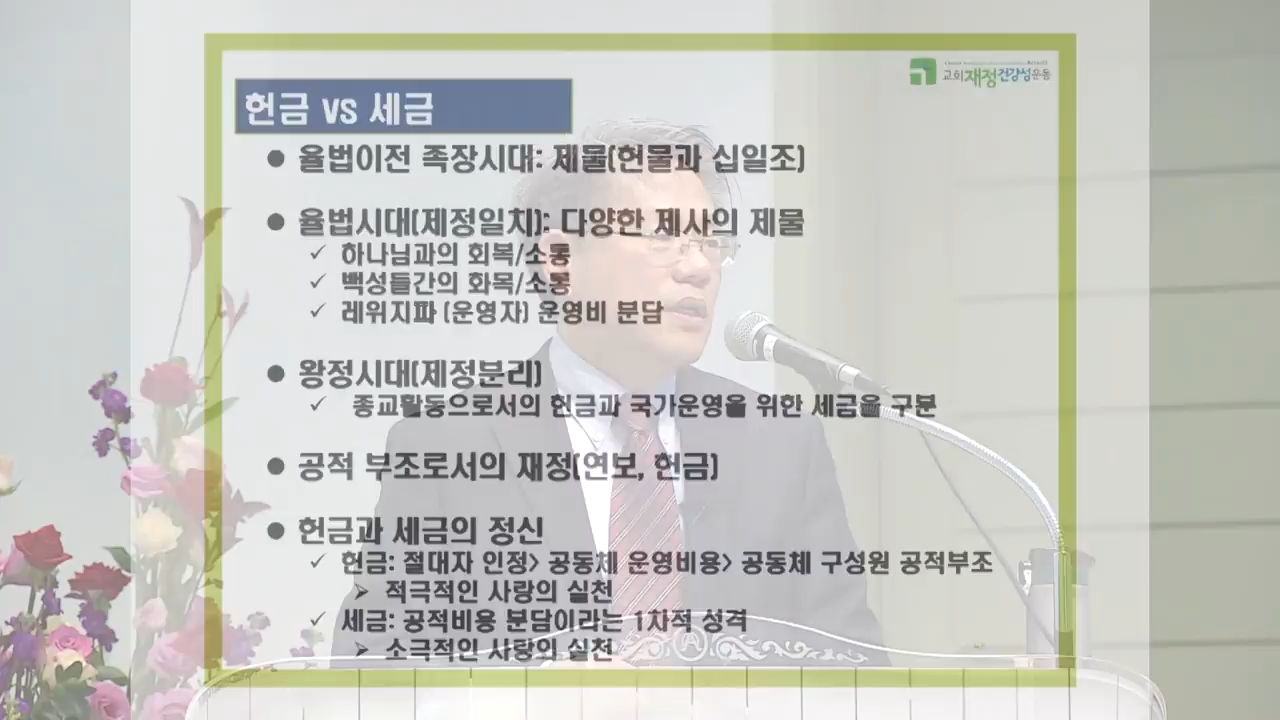 교회재정건강성운동
헌금 vs 세금
● 율법이전 족장시대: 제물(헌물과 십일조)
● 율법시대(제정일치): 다양한 제사의 제물
✓ 하나님과의 회복/소통
✓ 백성들간의 화목/소통
✓ 레위지파 (운영자) 운영비 분담
● 왕정시대(제정분리)
✓ 종교활동으로서의 헌금과 국가운영을 위한 세금을 구분
● 공적 부조로서의 재정(연보, 헌금)
● 헌금과 세금의 정신
✓ 헌금: 절대자 인정> 공동체 운영비용> 공동체 구성원 공적부조
➢ 적극적인 사랑의 실천
✓ 세금: 공적비용 분담이라는 1차적 성격
➢ 소극적인 사랑의 실천